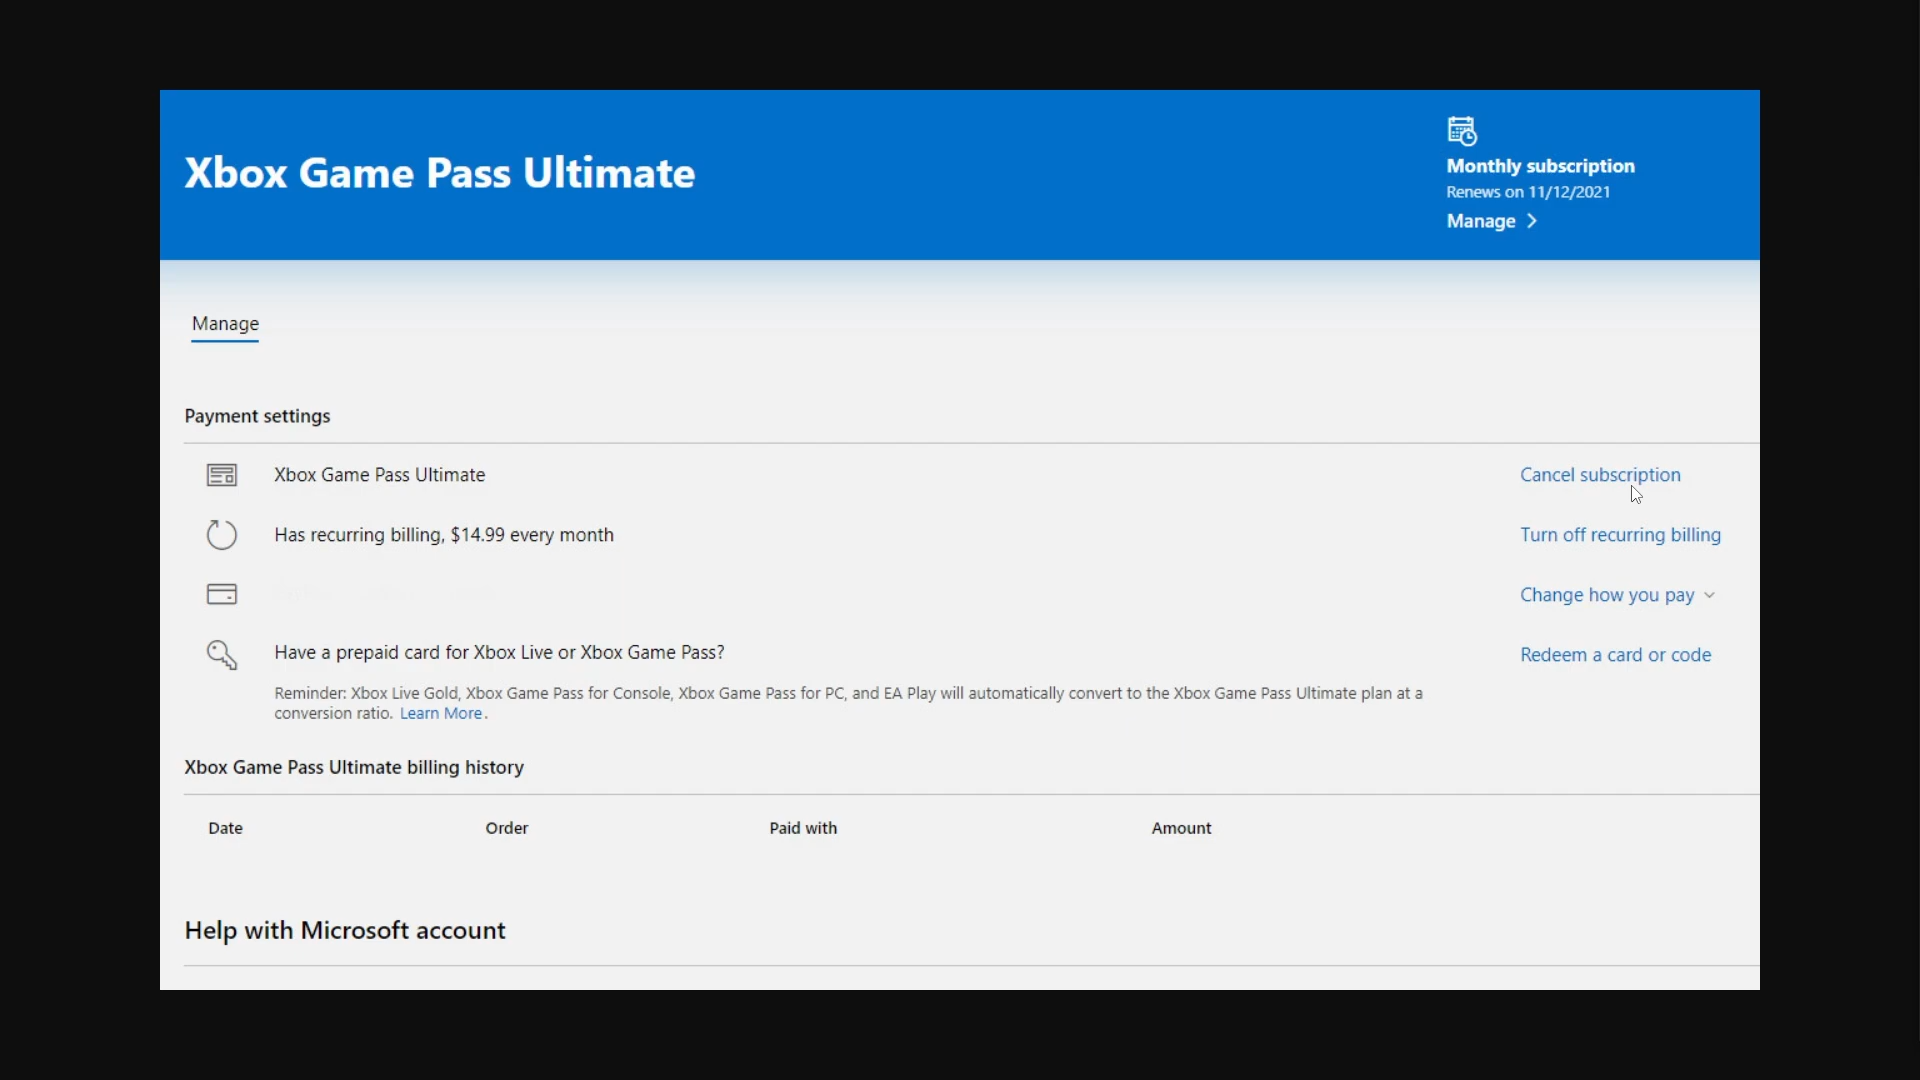 Xbox Game Pass Ultimate
Monthly subscription
Renews on 11/12/2021
Manage
Manage
Payment settings
Xbox Game Pass Ultimate
Cancel subscription
Has recurring billing, $14.99 every month
Turn off recurring billing
Change how you pay
Have a prepaid card for Xbox Live or Xbox Game Pass?
Redeem a card or code
Reminder: Xbox Live Gold, Xbox Game Pass for Console, Xbox Game Pass for PC, and EA Play will automatically convert to the Xbox Game Pass Ultimate plan at a
conversion ratio. Learn More.
Xbox Game Pass Ultimate billing history
Date Order Paid with Amount
Help with Microsoft account